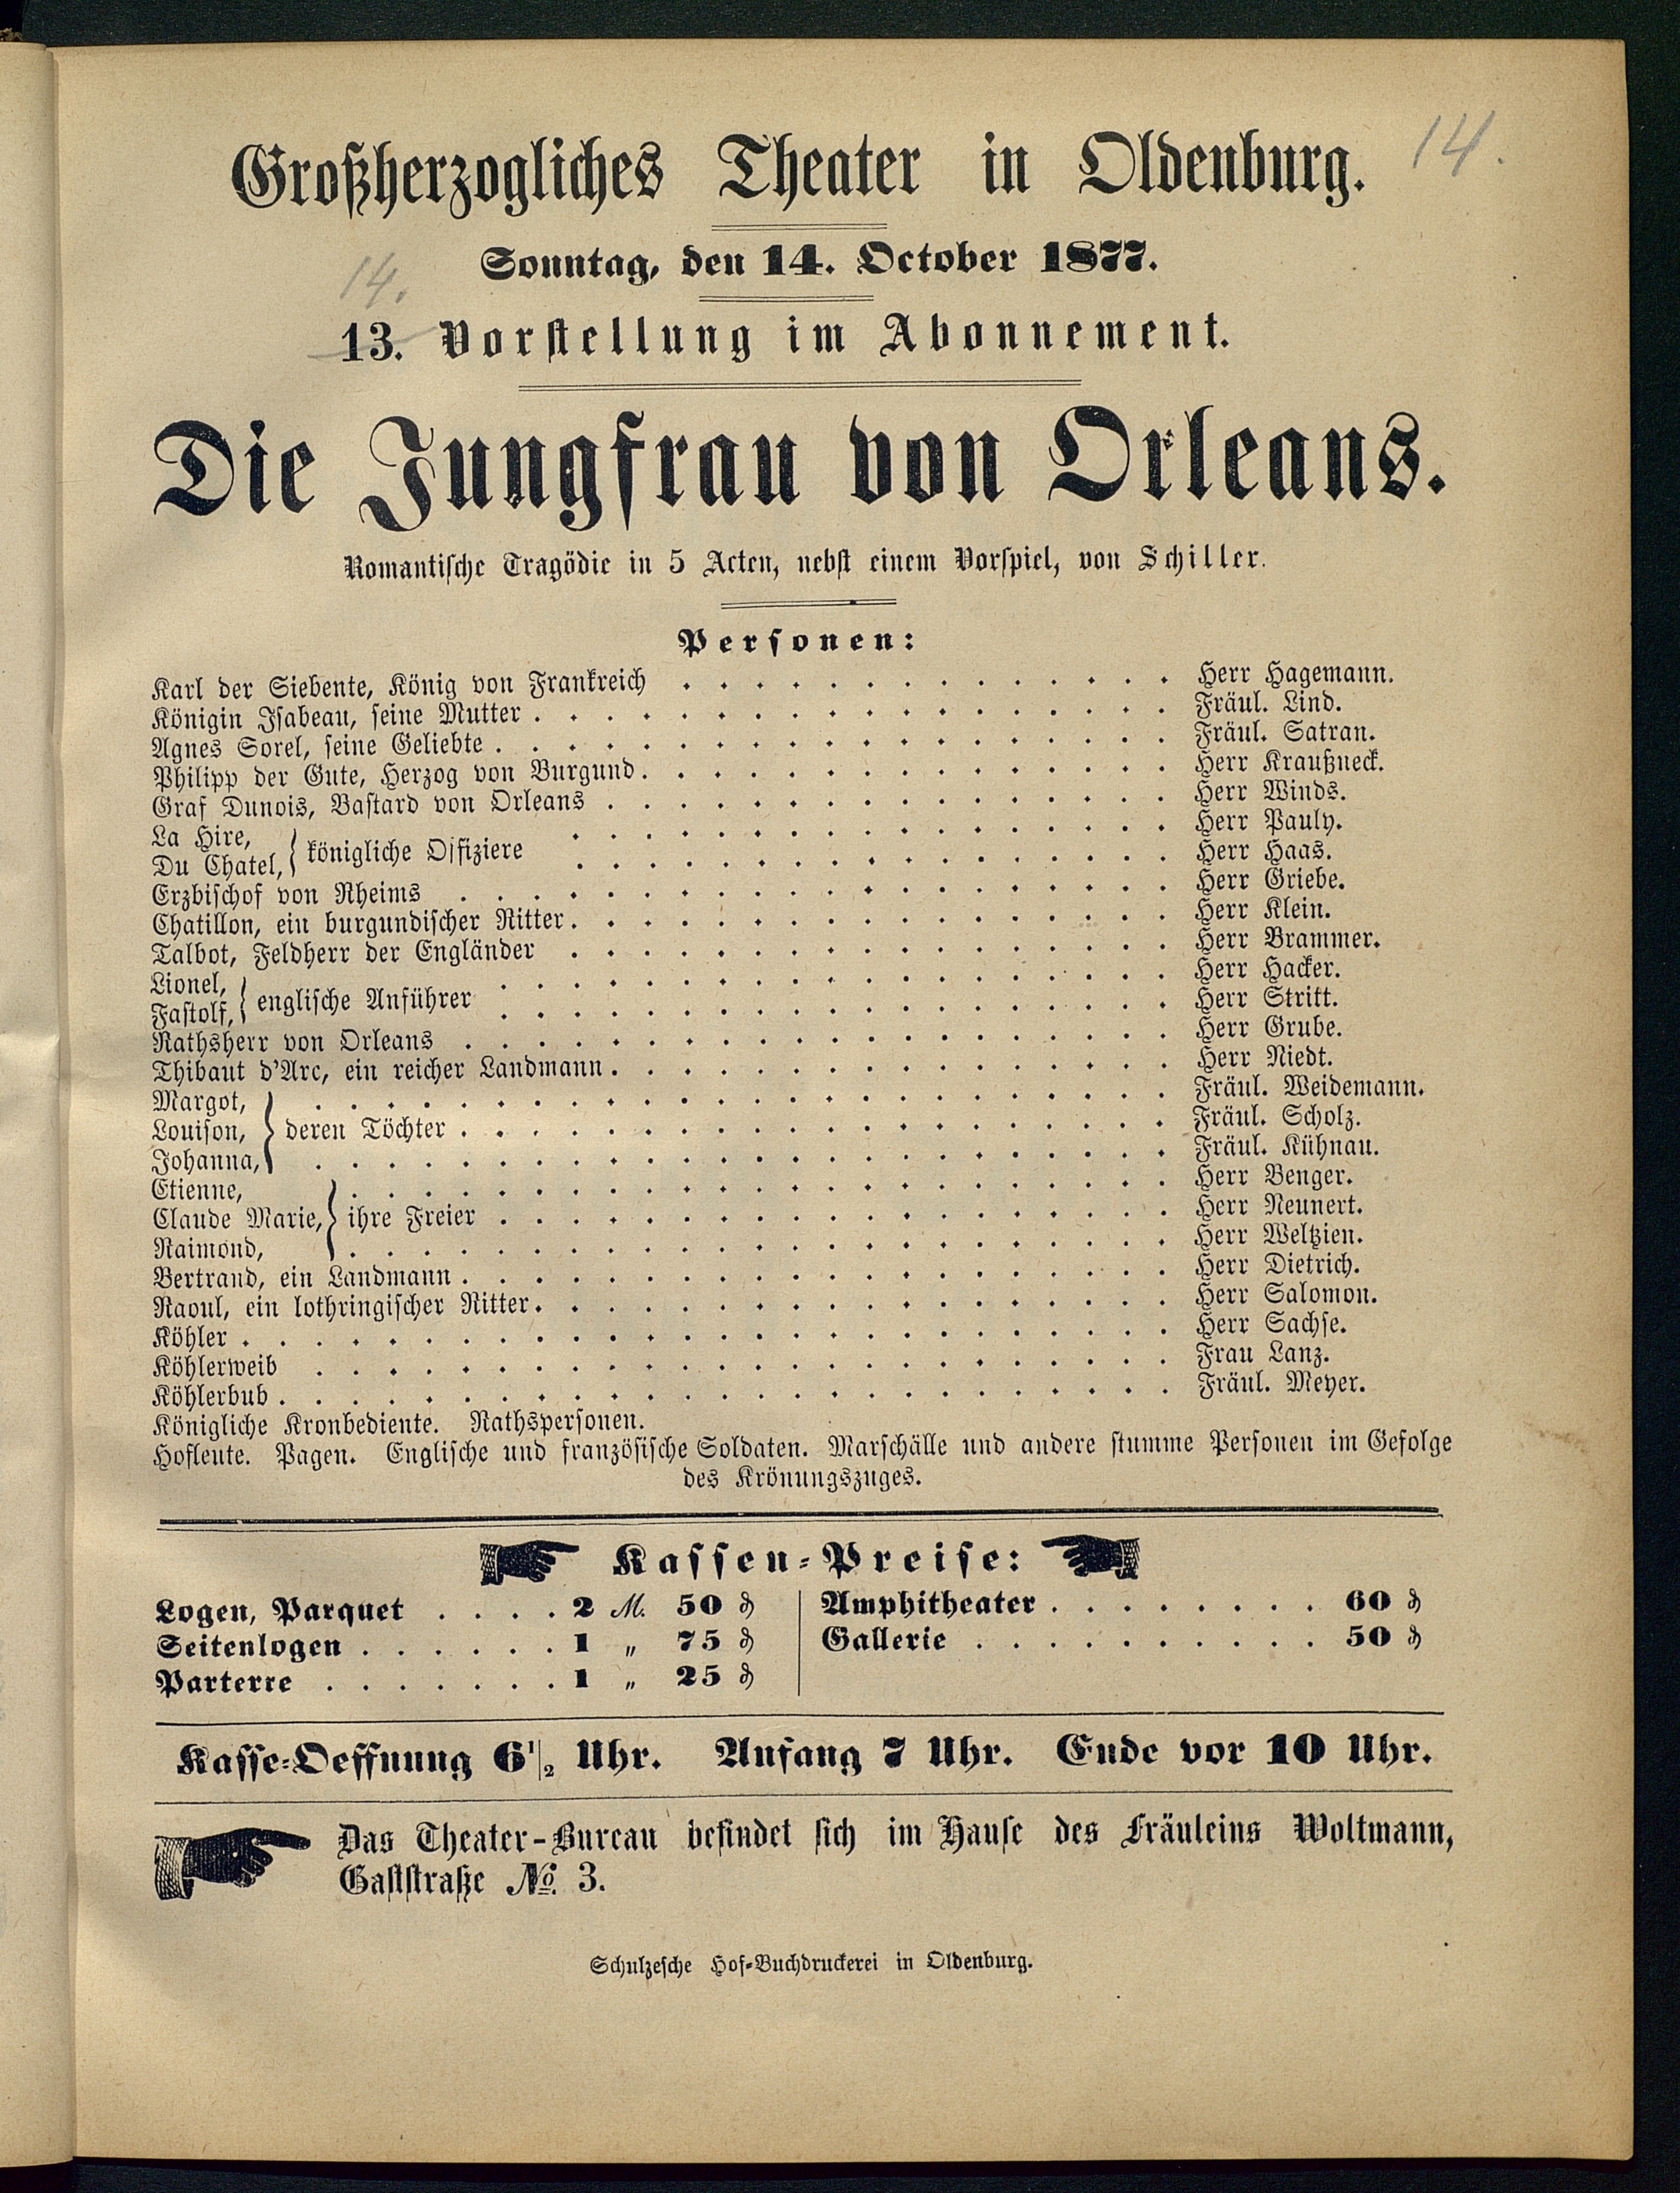 14.
Großherzogliches Theater in Oldenburg.
Sonntag, den 14. October 1877.
14.
13. Vorstellung im Abonnement.
Die Jungfrau von Orleans.
Romantische Tragödie in 5 Acten, nebst einem Vorspiel, von Schiller.
Personen:
Karl der Siebente, König von Frankreich . . . . . . . . . . . . . . Herr Hagemann.
Königin Isabeau, seine Mutter . . . . . . . . . . . . . . . . . . Fräul. Lind.
Agnes Sorel, seine Geliebte . . . . . . . . . . . . . . . . . . . Fräul. Satran.
Philipp der Gute, Herzog von Burgund. . . . . . . . . . . . . . . Herr Kraußneck.
Graf Dunois, Bastard von Orleans . . . . . . . . . . . . . . . . Herr Winds.
La Hire, } königliche Offiziere . . . . . . . . . . . . . . . . . Herr Pauly.
Du Chatel, . . . . . . . . . . . . . . . . . Herr Haas.
Erzbischof von Rheims . . . . . . . . . . . . . . . . . . . . Herr Griebe.
Chatillon, ein burgundischer Ritter. . . . . . . . . . . . . . . . . Herr Klein.
Talbot, Feldherr der Engländer . . . . . . . . . . . . . . . . . Herr Brammer.
Lionel, } englische Anführer . . . . . . . . . . . . . . . . . . . Herr Hacker.
Fastolf, . . . . . . . . . . . . . . . . . . . Herr Stritt.
Rathsherr von Orleans . . . . . . . . . . . . . . . . . . . . Herr Grube.
Thibaut d'Arc, ein reicher Landmann . . . . . . . . . . . . . . . . Herr Niedt.
Margot, . . . . . . . . . . . . . . . . . . . . . . . . Fräul. Weidemann.
Louison, } deren Töchter . . . . . . . . . . . . . . . . . . . . Fräul. Scholz.
Johanna, . . . . . . . . . . . . . . . . . . . . . . . . Fräul. Kühnau.
Etienne, . . . . . . . . . . . . . . . . . . . . . . . Herr Benger.
Claude Marie, } ihre Freier . . . . . . . . . . . . . . . . . . . Herr Neunert.
Raimond, . . . . . . . . . . . . . . . . . . . . . . . Herr Weltzien.
Bertrand, ein Landmann . . . . . . . . . . . . . . . . . . . . Herr Dietrich.
Raoul, ein lothringischer Ritter. . . . . . . . . . . . . . . . . . Herr Salomon.
Köhler . . . . . . . . . . . . . . . . . . . . . . . . . . Herr Sachse.
Köhlerweib . . . . . . . . . . . . . . . . . . . . . . . . Frau Lanz.
Köhlerbub . . . . . . . . . . . . . . . . . . . . . . . . . Fräul. Meyer.
Königliche Kronbediente. Rathspersonen.
Hofleute. Pagen. Englische und französische Soldaten. Marschälle und andere stumme Personen im Gefolge
des Krönungszuges.
Kassen-Preise:
Logen, Parquet . . . . 2 M. 50 ₰ Amphitheater . . . . . . . . 60 ₰
Seitenlogen . . . . . . 1 „ 75 ₰ Gallerie . . . . . . . . . . 50 ₰
Parterre . . . . . . . 1 „ 25 ₰
Kasse-Oeffnung 6 1/2 Uhr. Anfang 7 Uhr. Ende vor 10 Uhr.
Das Theater-Bureau befindet sich im Hause des Fräuleins Woltmann,
Gaststraße No. 3.
Schulzesche Hof-Buchdruckerei in Oldenburg.